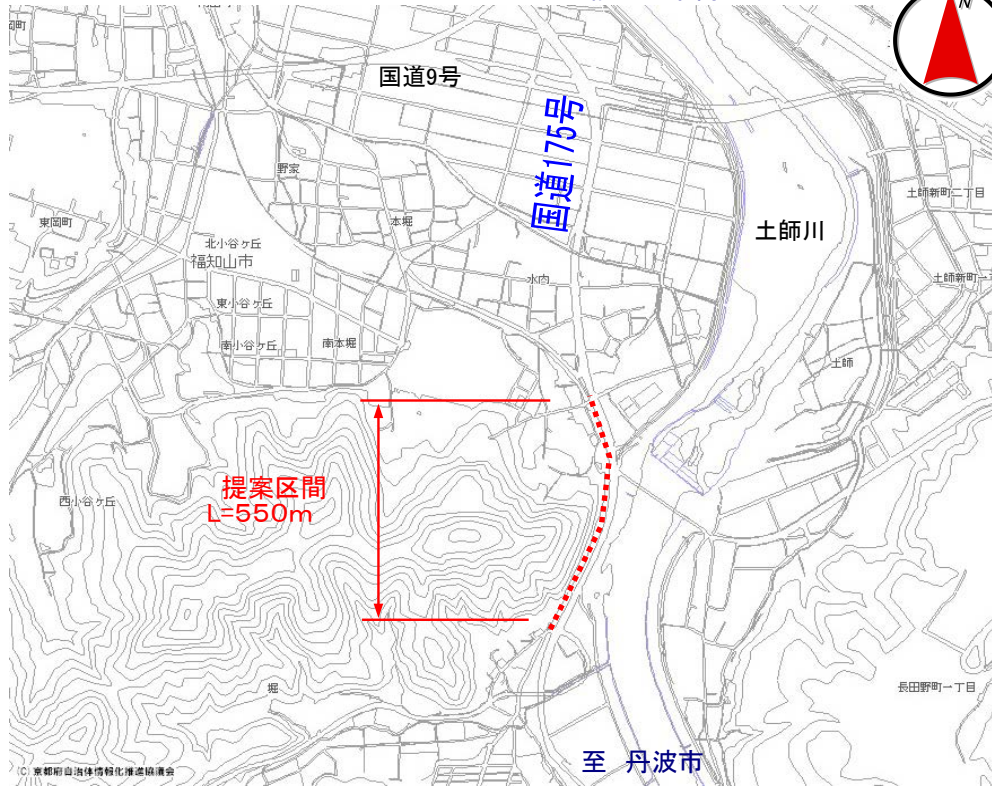 N
岡町
国道9号
国道175号
野家
本堀
東岡町
北小谷ヶ丘
福知山市
水内
土師川
土師新町二丁目
土師新町一
東小谷ヶ丘
南小谷ヶ丘
南本堀
土師
提案区間
L=550m
西小谷ヶ丘
堀
長田野町一丁目
至 丹波市
(C) 京都府自治体情報化推進協議会